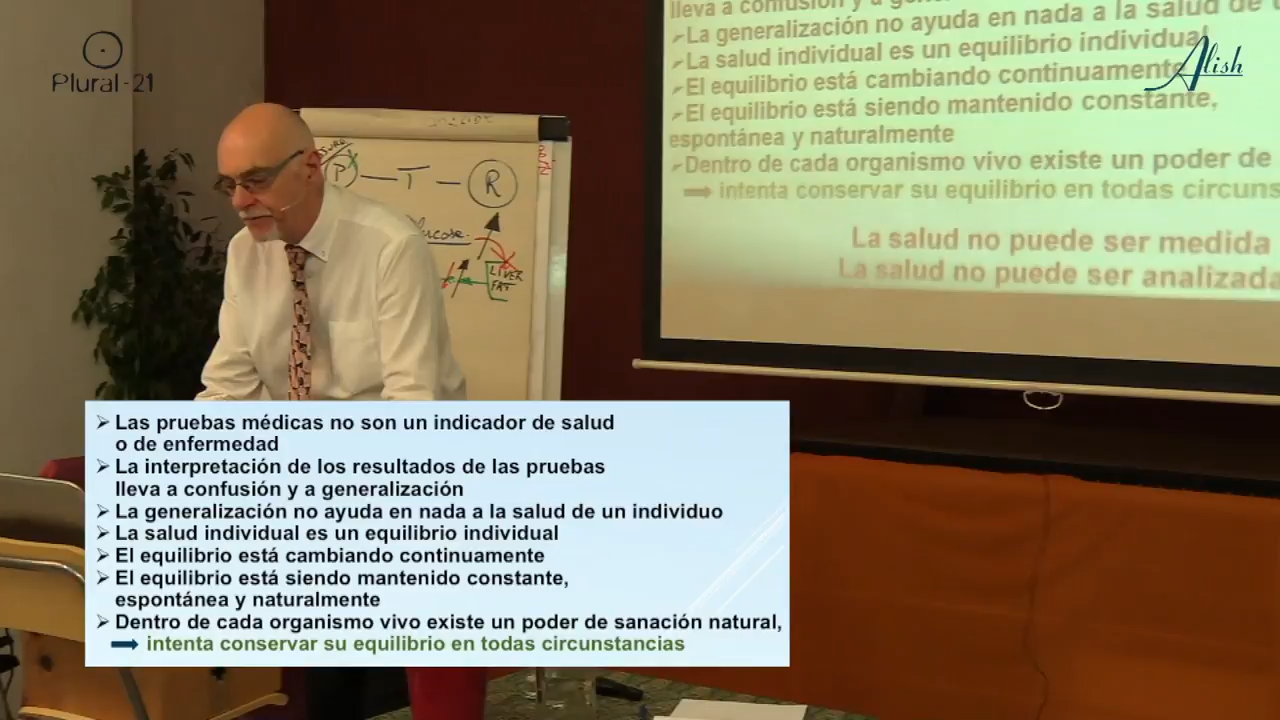 Plural-21
Alish
P — T — R
LIVER
FAT
La generalización no ayuda en nada a la salud de
La salud individual es un equilibrio individual
El equilibrio está cambiando continuamente
El equilibrio está siendo mantenido constante,
espontánea y naturalmente
Dentro de cada organismo vivo existe un poder de
➡ intenta conservar su equilibrio en todas
La salud no puede ser medida
La salud no puede ser analizada
➢ Las pruebas médicas no son un indicador de salud
o de enfermedad
➢ La interpretación de los resultados de las pruebas
lleva a confusión y a generalización
➢ La generalización no ayuda en nada a la salud de un individuo
➢ La salud individual es un equilibrio individual
➢ El equilibrio está cambiando continuamente
➢ El equilibrio está siendo mantenido constante,
espontánea y naturalmente
➢ Dentro de cada organismo vivo existe un poder de sanación natural,
➡ intenta conservar su equilibrio en todas circunstancias